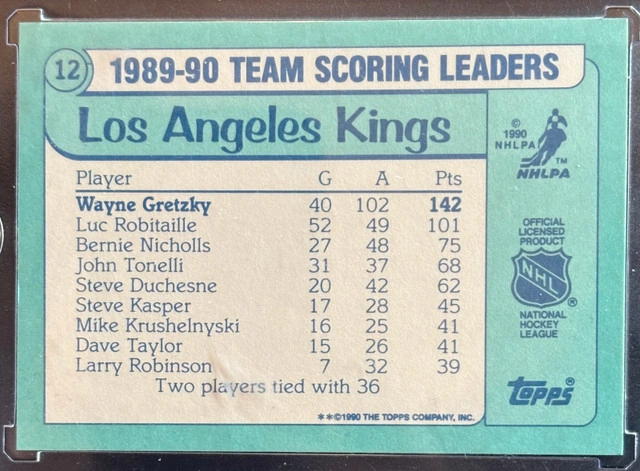 12 1989-90 TEAM SCORING LEADERS
Los Angeles Kings
Player G A Pts
Wayne Gretzky 40 102 142
Luc Robitaille 52 49 101
Bernie Nicholls 27 48 75
John Tonelli 31 37 68
Steve Duchesne 20 42 62
Steve Kasper 17 28 45
Mike Krushelnyski 16 25 41
Dave Taylor 15 26 41
Larry Robinson 7 32 39
Two players tied with 36
**©1990 THE TOPPS COMPANY, INC.
©
1990
NHLPA
TM
NHLPA
OFFICIAL
LICENSED
PRODUCT
NHL
®
NATIONAL
HOCKEY
LEAGUE
topps®